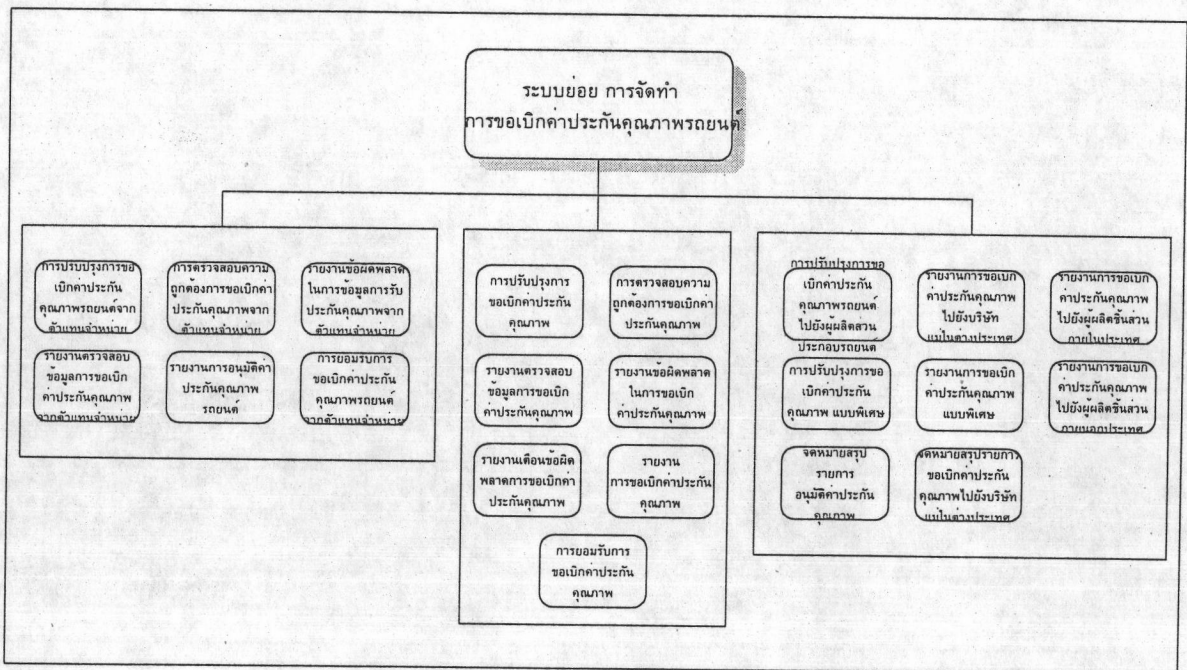 ระบบย่อย การจัดทำ
การขอเบิกค่าประกันคุณภาพรถยนต์
การปรับปรุงการขอ
เบิกค่าประกัน
คุณภาพรถยนต์จาก
ตัวแทนจำหน่าย
การตรวจสอบความ
ถูกต้องการขอเบิกค่า
ประกันคุณภาพจาก
ตัวแทนจำหน่าย
รายงานข้อผิดพลาด
ในการข้อมูลการรับ
ประกันคุณภาพจาก
ตัวแทนจำหน่าย
รายงานตรวจสอบ
ข้อมูลการขอเบิก
ค่าประกันคุณภาพ
จากตัวแทนจำหน่าย
รายงานการอนุมัติค่า
ประกันคุณภาพ
รถยนต์
การยอมรับการ
ขอเบิกค่าประกัน
คุณภาพรถยนต์
จากตัวแทนจำหน่าย
การปรับปรุงการ
ขอเบิกค่าประกัน
คุณภาพ
การตรวจสอบความ
ถูกต้องการขอเบิกค่า
ประกันคุณภาพ
รายงานตรวจสอบ
ข้อมูลการขอเบิก
ค่าประกันคุณภาพ
รายงานข้อผิดพลาด
ในการขอเบิก
ค่าประกันคุณภาพ
รายงานเตือนข้อผิด
พลาดการขอเบิกค่า
ประกันคุณภาพ
รายงาน
การขอเบิกค่าประกัน
คุณภาพ
การยอมรับการ
ขอเบิกค่าประกัน
คุณภาพ
การปรับปรุงการขอ
เบิกค่าประกัน
คุณภาพรถยนต์
ไปยังผู้ผลิตส่วน
ประกอบรถยนต์
รายงานการขอเบิก
ค่าประกันคุณภาพ
ไปยังบริษัท
แม่ในต่างประเทศ
รายงานการขอเบิก
ค่าประกันคุณภาพ
ไปยังผู้ผลิตชิ้นส่วน
ภายในประเทศ
การปรับปรุงการขอ
เบิกค่าประกัน
คุณภาพ แบบพิเศษ
รายงานการขอเบิก
ค่าประกันคุณภาพ
แบบพิเศษ
รายงานการขอเบิก
ค่าประกันคุณภาพ
ไปยังผู้ผลิตชิ้นส่วน
ภายนอกประเทศ
จดหมายสรุป
รายการ
อนุมัติค่าประกัน
คุณภาพ
จดหมายสรุปรายการ
ขอเบิกค่าประกัน
คุณภาพไปยังบริษัท
แม่ในต่างประเทศ